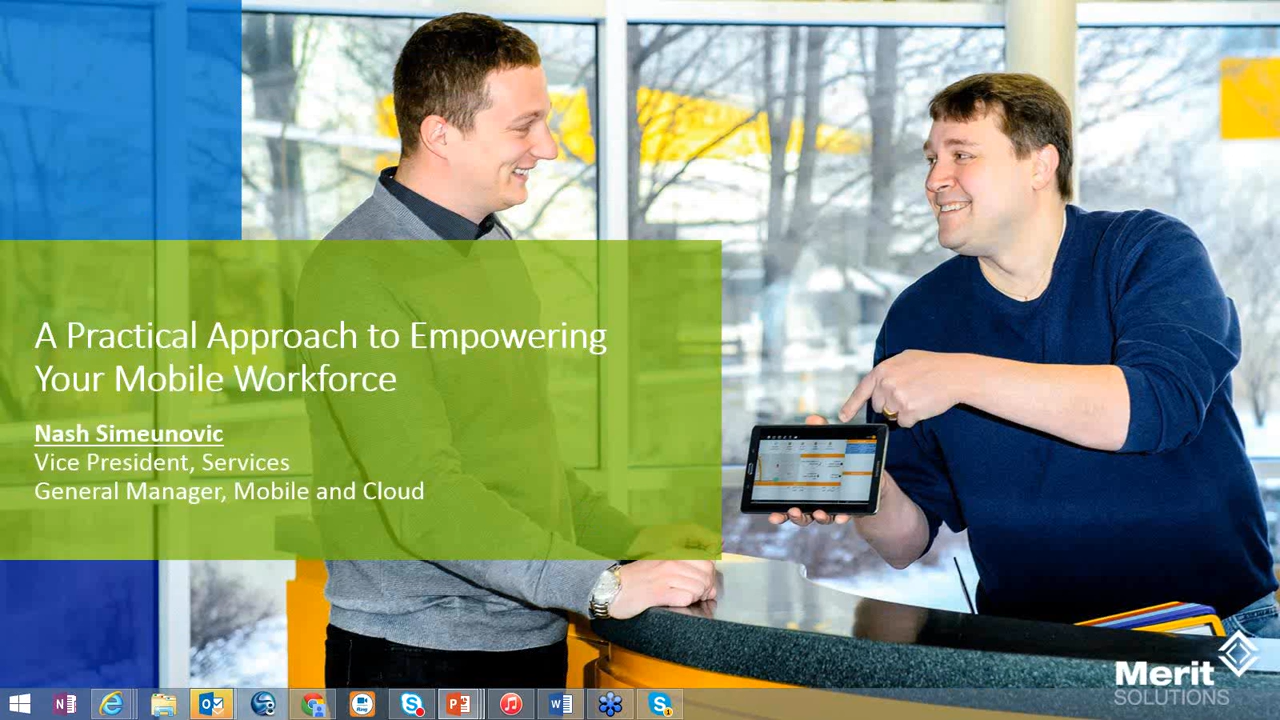 A Practical Approach to Empowering
Your Mobile Workforce
Nash Simeunovic
Vice President, Services
General Manager, Mobile and Cloud
Merit
SOLUTIONS